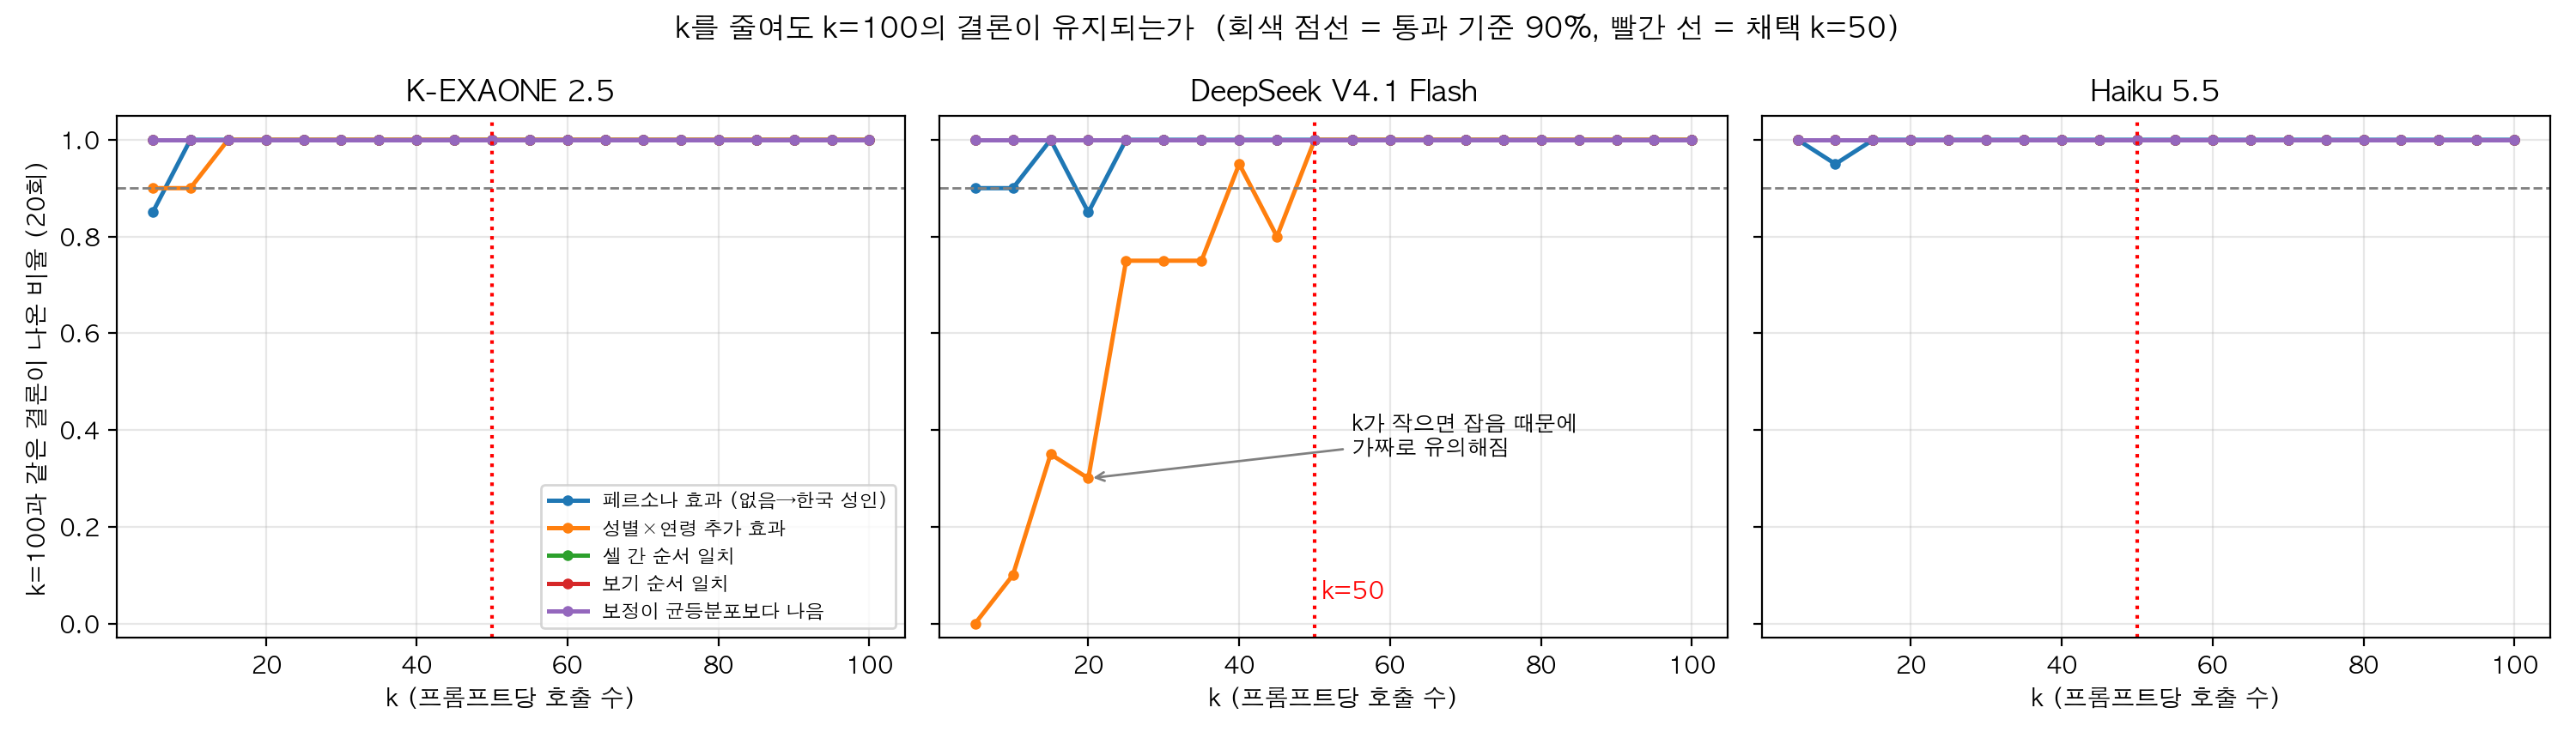 k를 줄여도 k=100의 결론이 유지되는가 (회색 점선 = 통과 기준 90%, 빨간 선 = 채택 k=50)
K-EXAONE 2.5
k=100과 같은 결론이 나온 비율 (20회)
1.0
0.8
0.6
0.4
0.2
0.0
페르소나 효과 (없음→한국 성인)
성별×연령 추가 효과
셀 간 순서 일치
보기 순서 일치
보정이 균등분포보다 나음
20 40 60 80 100
k (프롬프트당 호출 수)
DeepSeek V4.1 Flash
k가 작으면 잡음 때문에
가짜로 유의해짐
k=50
20 40 60 80 100
k (프롬프트당 호출 수)
Haiku 5.5
20 40 60 80 100
k (프롬프트당 호출 수)